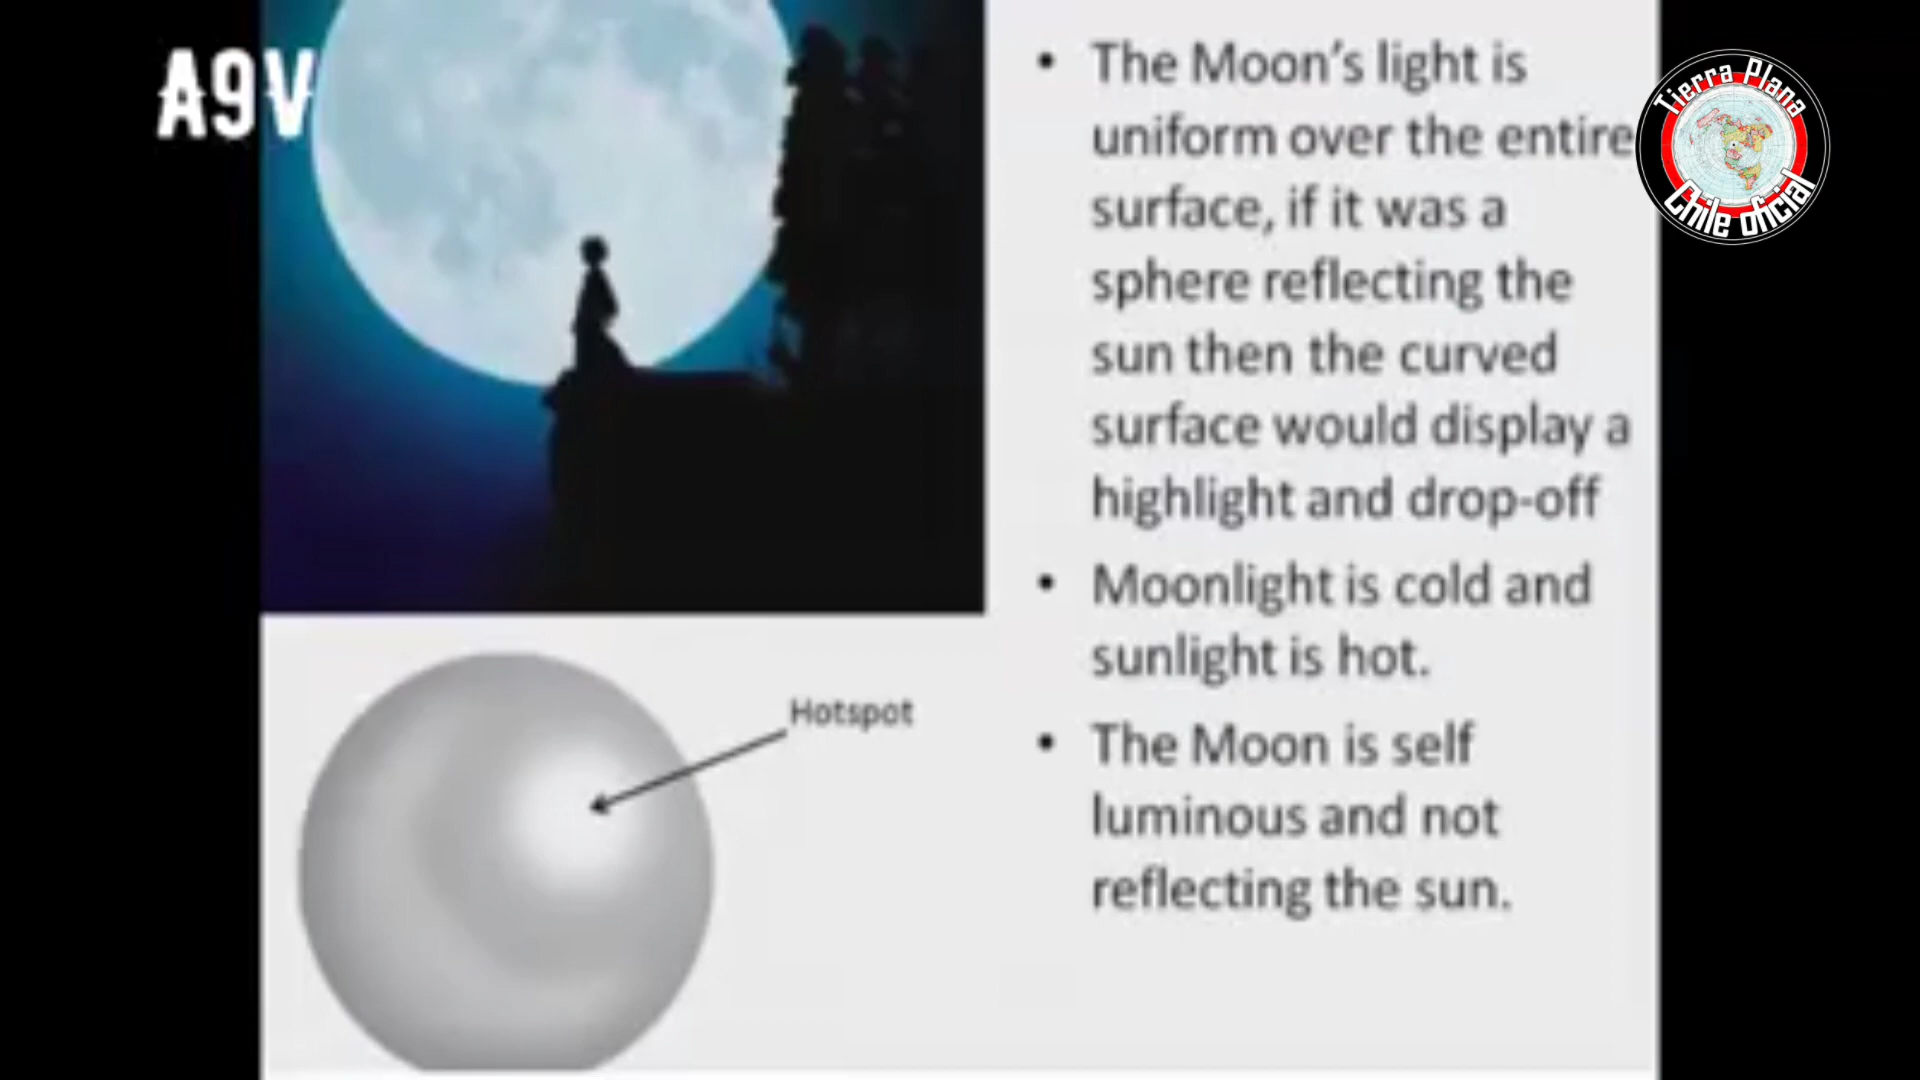 A9V
• The Moon's light is
uniform over the entire
surface, if it was a
sphere reflecting the
sun then the curved
surface would display a
highlight and drop-off
• Moonlight is cold and
sunlight is hot.
• The Moon is self
luminous and not
reflecting the sun.
Hotspot
Tierra Plana
Chile oficial